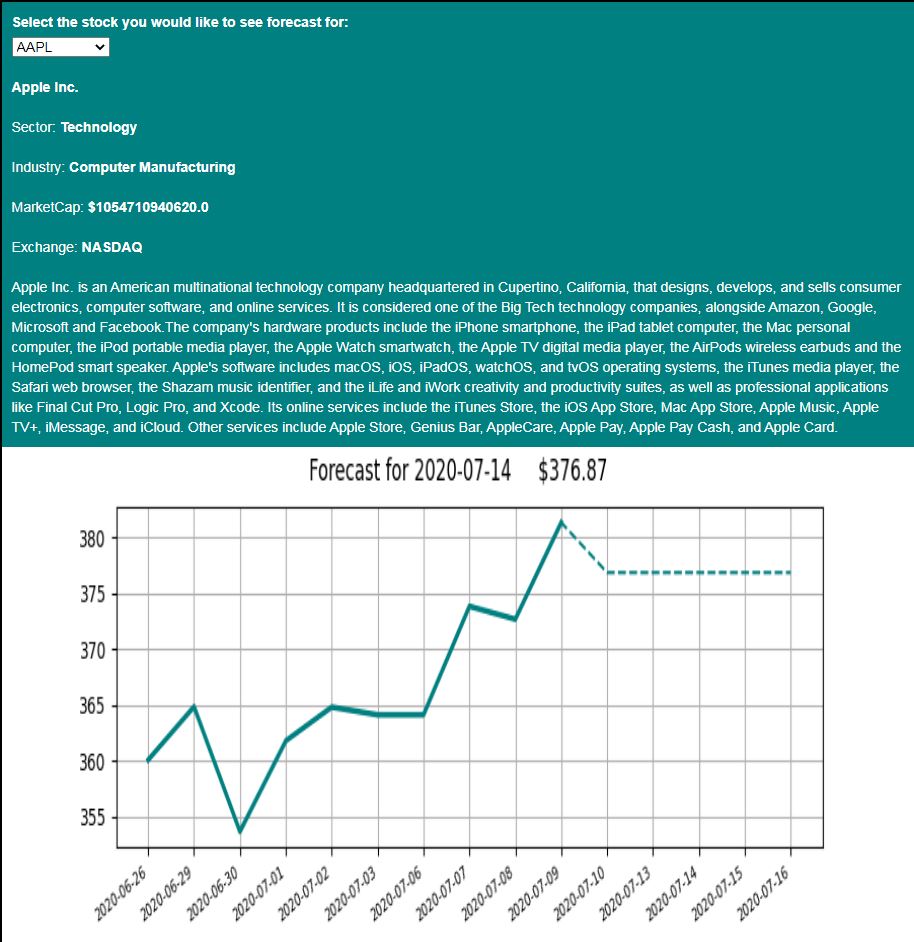 Select the stock you would like to see forecast for:
AAPL
Apple Inc.
Sector: Technology
Industry: Computer Manufacturing
MarketCap: $1054710940620.0
Exchange: NASDAQ
Apple Inc. is an American multinational technology company headquartered in Cupertino, California, that designs, develops, and sells consumer
electronics, computer software, and online services. It is considered one of the Big Tech technology companies, alongside Amazon, Google,
Microsoft and Facebook.The company's hardware products include the iPhone smartphone, the iPad tablet computer, the Mac personal
computer, the iPod portable media player, the Apple Watch smartwatch, the Apple TV digital media player, the AirPods wireless earbuds and the
HomePod smart speaker. Apple's software includes macOS, iOS, iPadOS, watchOS, and tvOS operating systems, the iTunes media player, the
Safari web browser, the Shazam music identifier, and the iLife and iWork creativity and productivity suites, as well as professional applications
like Final Cut Pro, Logic Pro, and Xcode. Its online services include the iTunes Store, the iOS App Store, Mac App Store, Apple Music, Apple
TV+, iMessage, and iCloud. Other services include Apple Store, Genius Bar, AppleCare, Apple Pay, Apple Pay Cash, and Apple Card.
Forecast for 2020-07-14 $376.87
380
375
370
365
360
355
2020-06-26
2020-06-29
2020-06-30
2020-07-01
2020-07-02
2020-07-03
2020-07-06
2020-07-07
2020-07-08
2020-07-09
2020-07-10
2020-07-13
2020-07-14
2020-07-15
2020-07-16